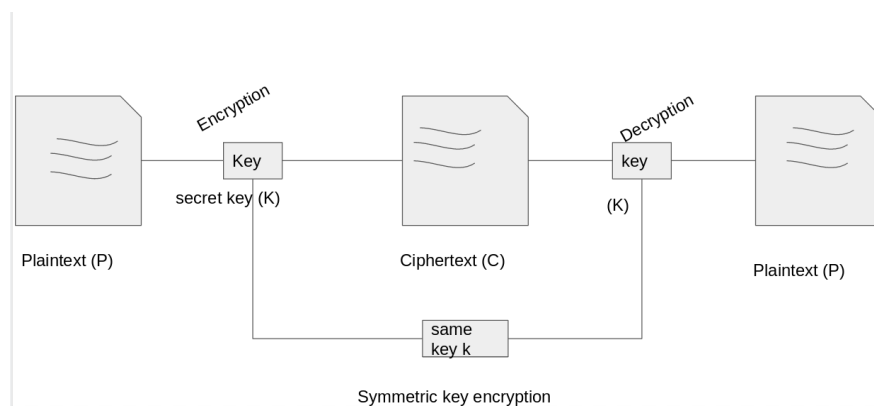 Encryption
Decryption
Key
key
secret key (K)
(K)
Plaintext (P)
Ciphertext (C)
Plaintext (P)
same
key k
Symmetric key encryption